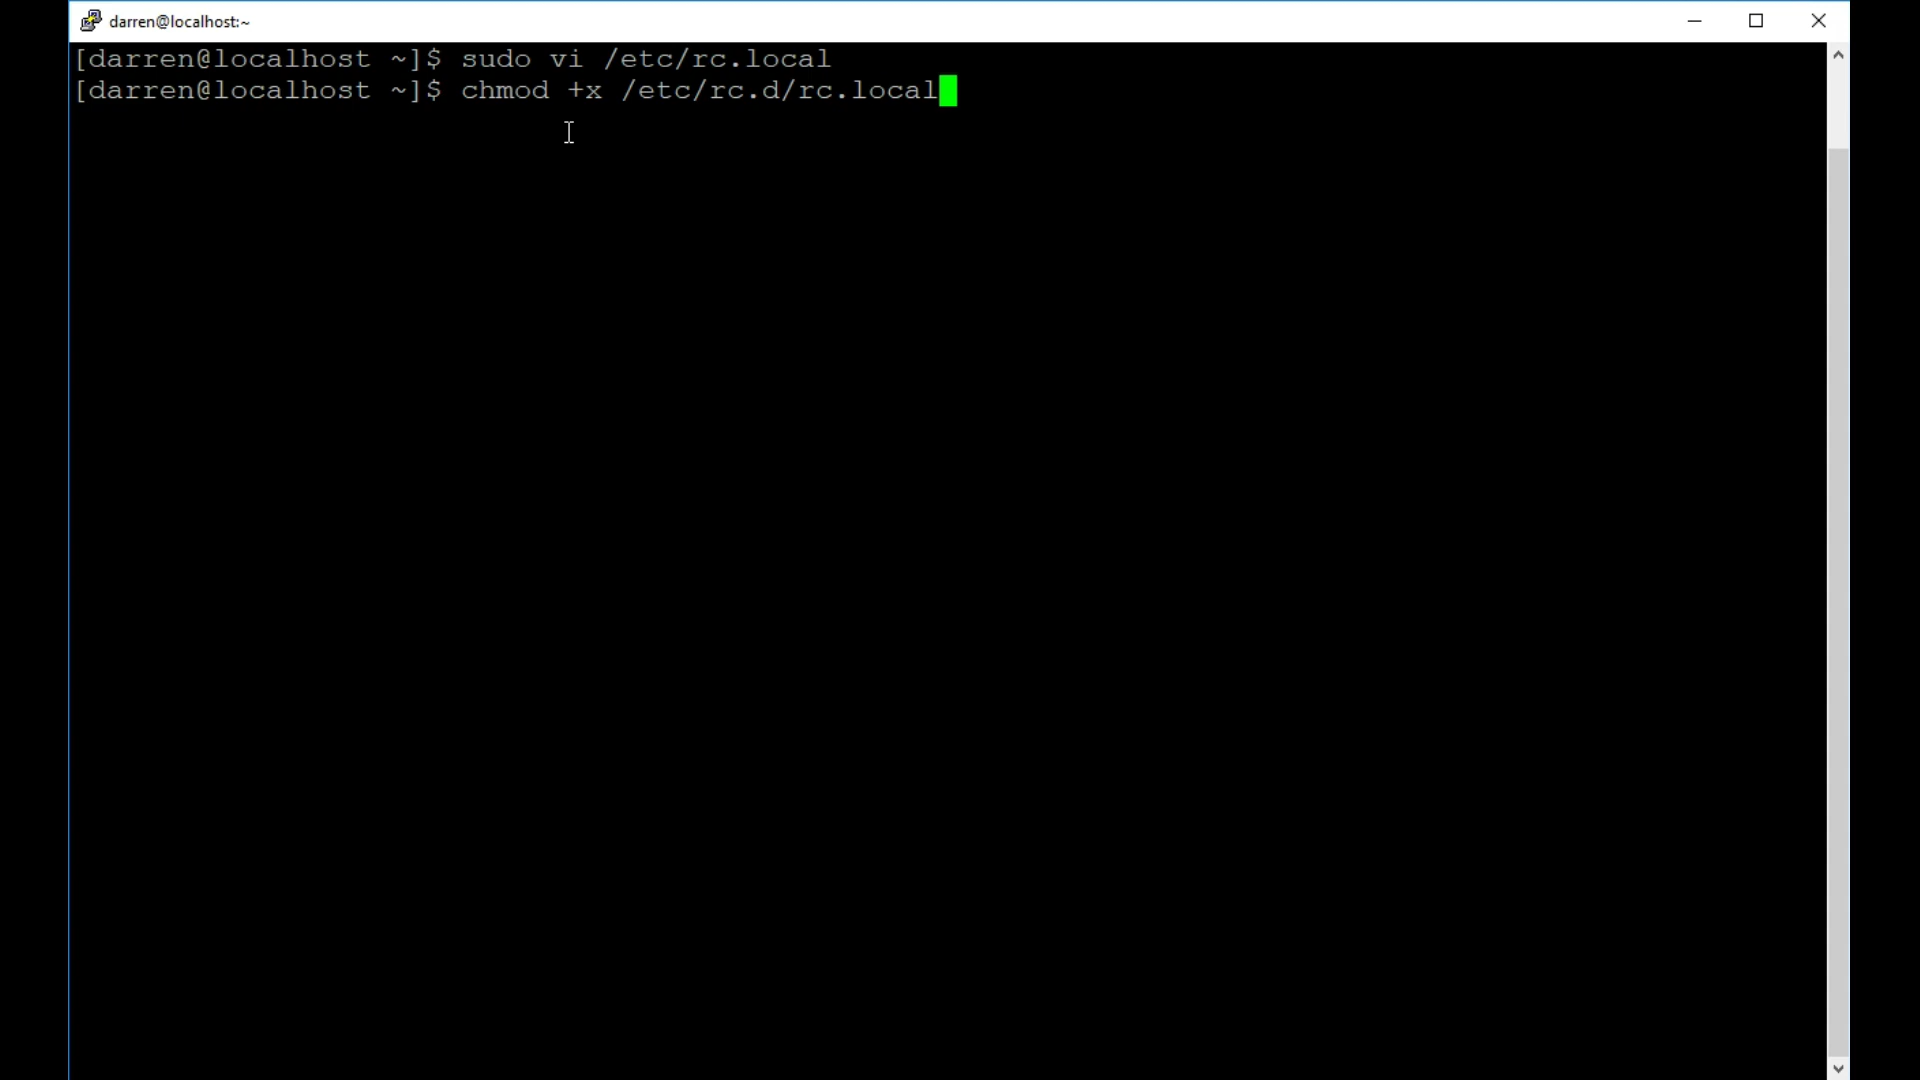 darren@localhost:~
[darren@localhost ~]$ sudo vi /etc/rc.local
[darren@localhost ~]$ chmod +x /etc/rc.d/rc.local